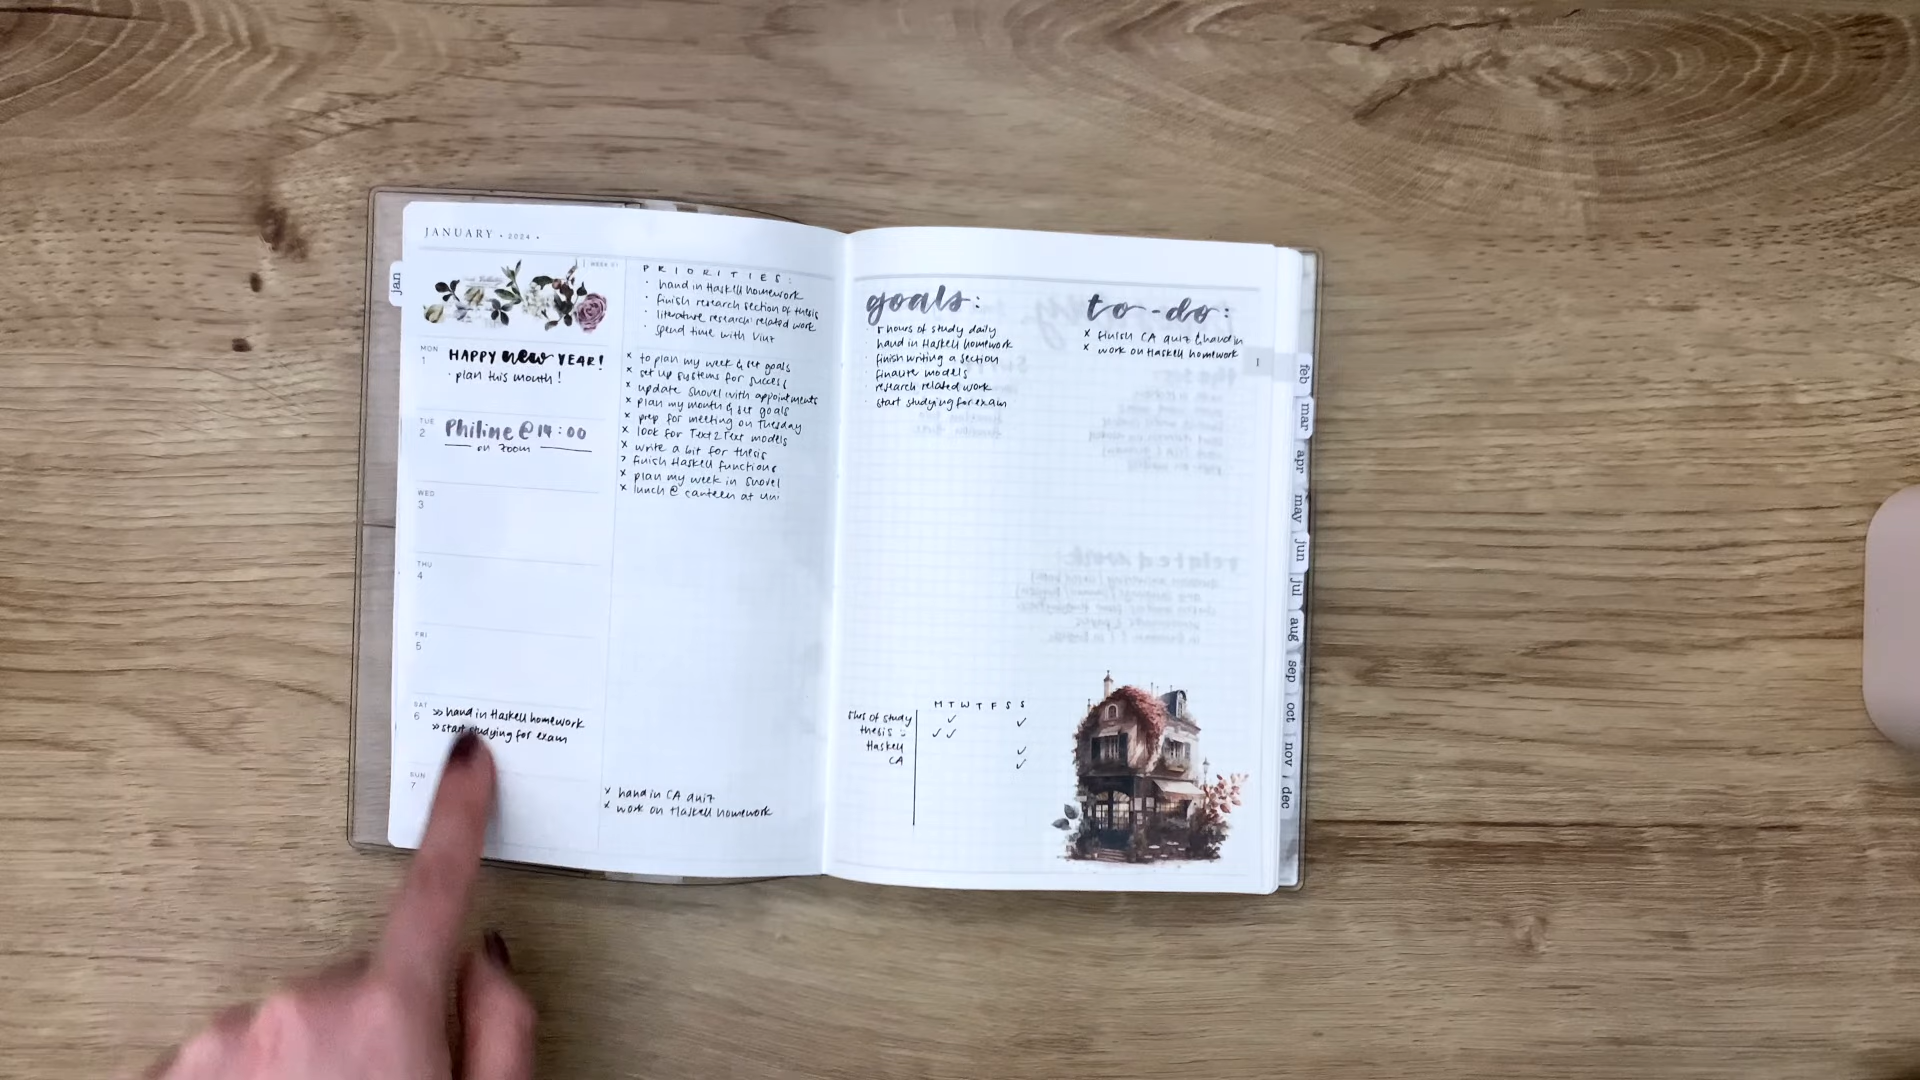 JANUARY • 2024 •
jan
WEEK 01
MON
1
HAPPY new YEAR!
· plan this month!
TUE
2
Philine @ 14:00
on zoom
WED
3
THU
4
FRI
5
SAT
6
>> hand in Haskell homework
>> start studying for exam
SUN
7
PRIORITIES:
· hand in Haskell homework
· finish research section of thesis
· literature research: related work
· spend time with
x to plan my week & set goals
x set up systems for success
x update shovel with appointments
x plan my month & set goals
x prep for meeting on Tuesday
x look for Text2Text models
x write a bit for thesis
> finish Haskell functions
x plan my week in shovel
x lunch @ canteen at uni
x hand in CA quiz
x work on Haskell homework
goals:
5 hours of study daily
· hand in Haskell homework
· finish writing a section
· finalize models
· research related work
· start studying for exam
to-do:
x finish CA quiz & hand in
x work on Haskell homework
1
M T W T F S S
5hrs of study ✓ ✓
thesis ✓ ✓
Haskell ✓
CA ✓
feb
mar
apr
may
jun
jul
aug
sep
oct
nov
dec